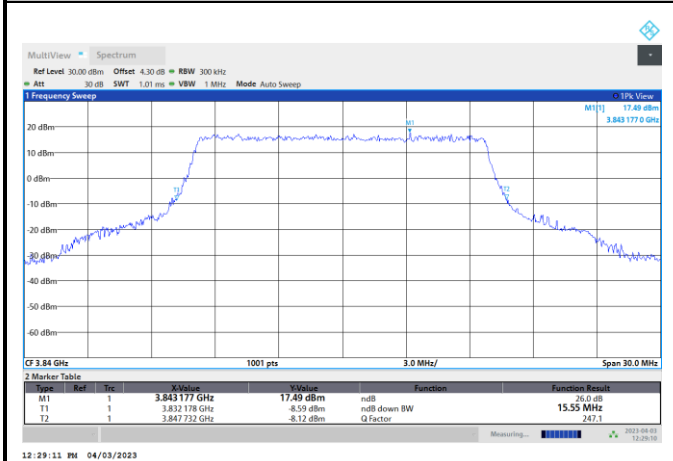 MultiView Spectrum
Ref Level 30.00 dBm Offset 4.30 dB RBW 300 kHz
Att 30 dB SWT 1.01 ms VBW 1 MHz Mode Auto Sweep
1 Frequency Sweep 1Pk View
M1[1] 17.49 dBm
3.843 177 0 GHz
M1
20 dBm
10 dBm
0 dBm
T1
T2
-10 dBm
-20 dBm
-30 dBm
-40 dBm
-50 dBm
-60 dBm
CF 3.84 GHz 1001 pts 3.0 MHz/ Span 30.0 MHz
2 Marker Table
Type Ref Trc X-Value Y-Value Function Function Result
M1 1 3.843 177 GHz 17.49 dBm ndB 26.0 dB
T1 1 3.832 178 GHz -8.59 dBm ndB down BW 15.55 MHz
T2 1 3.847 732 GHz -8.12 dBm Q Factor 247.1
Measuring... 2023-04-03
12:29:10
12:29:11 PM 04/03/2023